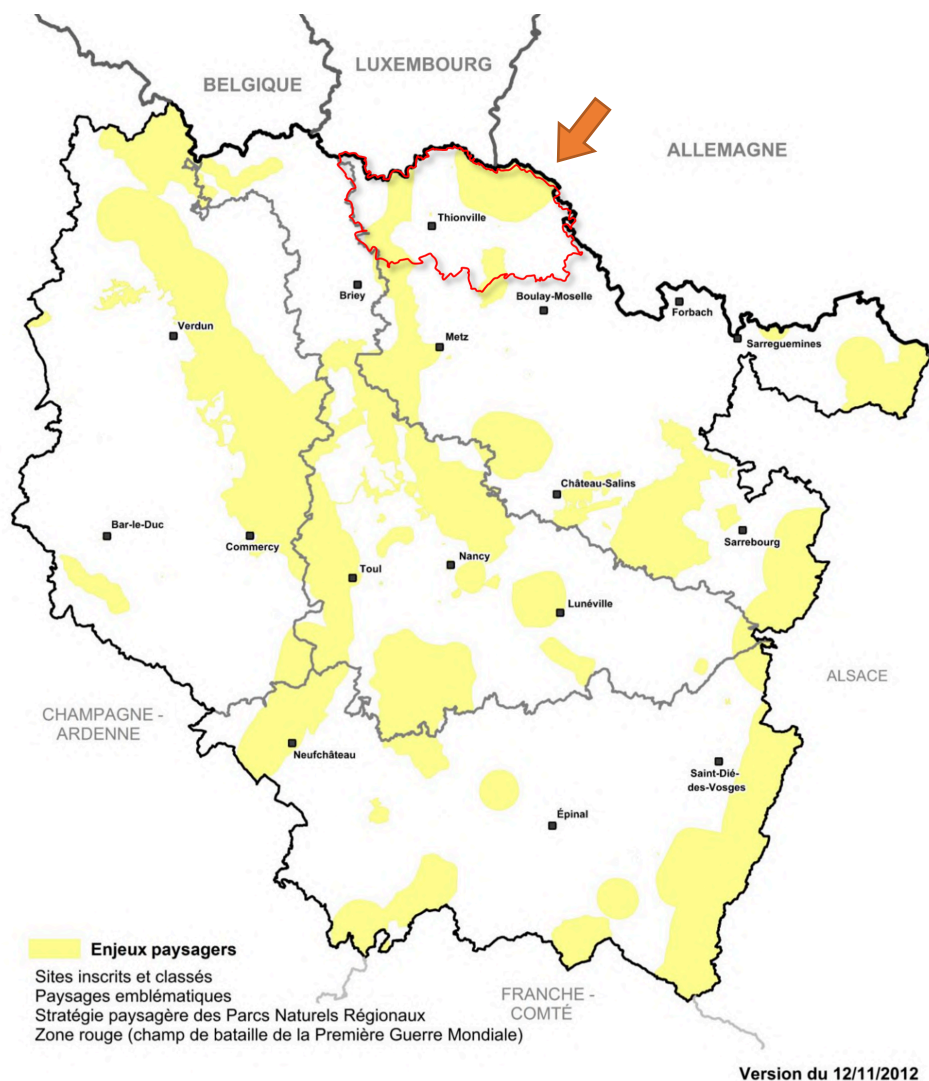 LUXEMBOURG
BELGIQUE
ALLEMAGNE
Thionville
Briey
Boulay-Moselle
Forbach
Verdun
Metz
Sarreguemines
Château-Salins
Bar-le-Duc
Commercy
Sarrebourg
Nancy
Toul
Lunéville
ALSACE
CHAMPAGNE -
ARDENNE
Neufchâteau
Saint-Dié-
des-Vosges
Épinal
Enjeux paysagers
Sites inscrits et classés
Paysages emblématiques
Stratégie paysagère des Parcs Naturels Régionaux
Zone rouge (champ de bataille de la Première Guerre Mondiale)
FRANCHE -
COMTÉ
Version du 12/11/2012